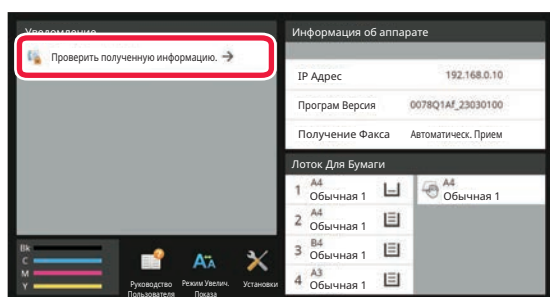 Уведомление
Проверить полученную информацию. →
Информация об аппарате
IP Адрес 192.168.0.10
Програм Версия 0078Q1Af_23030100
Получение Факса Автоматическ. Прием
Лоток Для Бумаги
1 A4 Обычная 1
A4 Обычная 1
2 A4 Обычная 1
3 B4 Обычная 1
4 A3 Обычная 1
Bk
C
M
Y
Руководство Пользователя
Режим Увелич. Показа
Установки